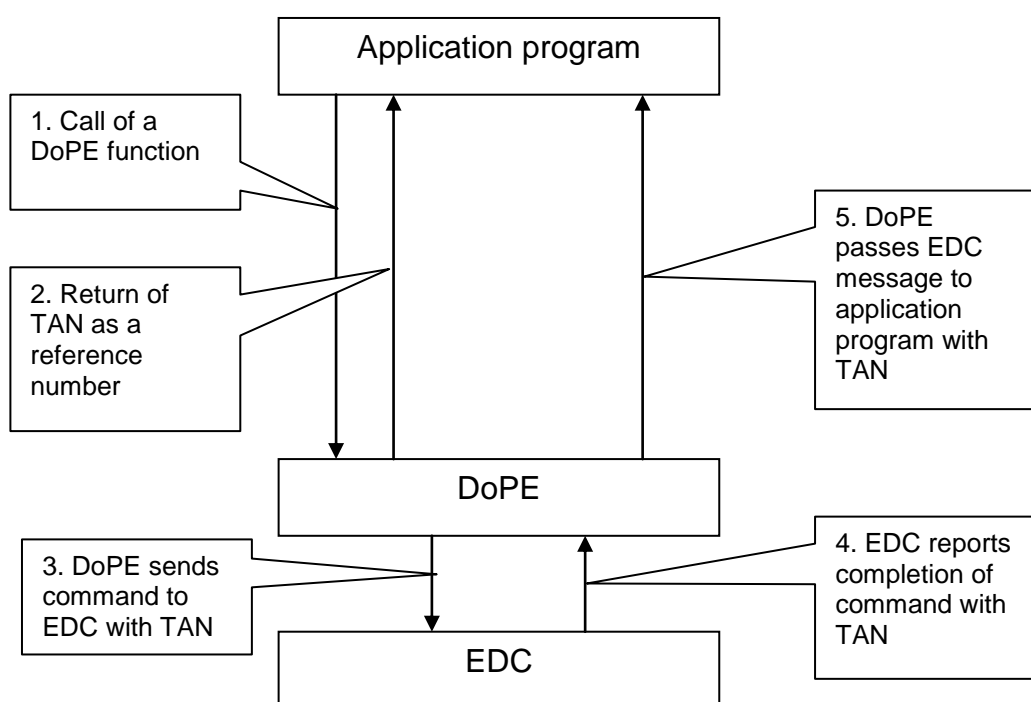 Application program
1. Call of a
DoPE function
2. Return of
TAN as a
reference
number
5. DoPE
passes EDC
message to
application
program with
TAN
DoPE
3. DoPE sends
command to
EDC with TAN
4. EDC reports
completion of
command with
TAN
EDC